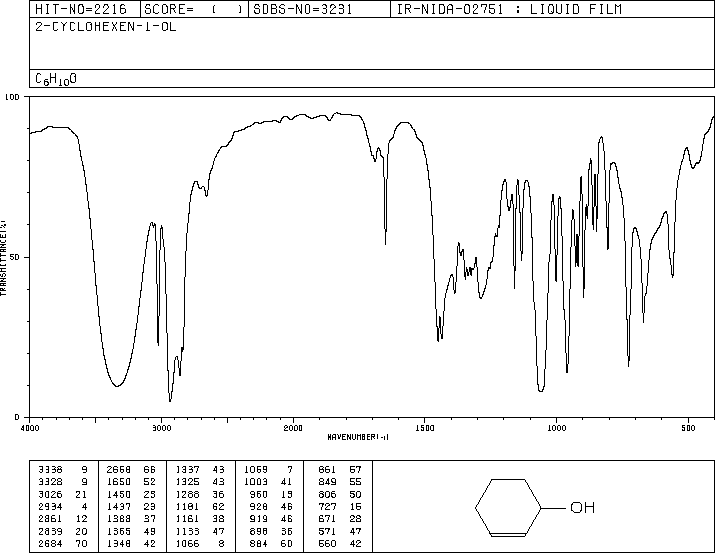 HIT-NO=2216 SCORE= ( ) SDBS-NO=3231 IR-NIDA-02751 : LIQUID FILM
2-CYCLOHEXEN-1-OL
C6H10O
100
50
0
TRANSMITTANCE(%)
4000 3000 2000 1500 1000 500
WAVENUMBER(-1)
3338 9 2668 66 1337 43 1069 7 861 57
3328 9 1650 52 1325 43 1003 41 849 55
3026 21 1450 23 1288 36 960 13 806 50
2934 4 1437 23 1181 62 928 46 727 15
2861 12 1388 37 1161 38 919 46 671 28
2839 20 1365 49 1133 47 898 36 571 47
2684 70 1348 42 1066 8 884 60 560 42
OH